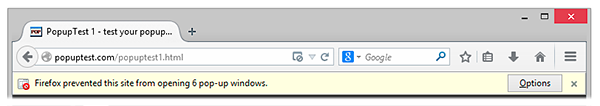 PopupTest 1 - test your popup...
popuptest.com/popuptest1.html
Google
Firefox prevented this site from opening 6 pop-up windows.
Options